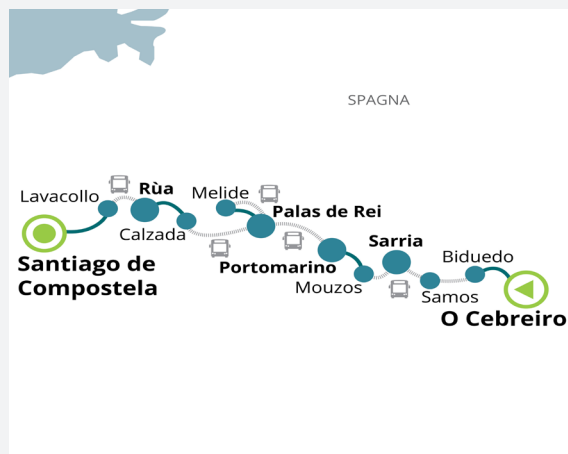 SPAGNA
Lavacollo
Rùa
Melide
Calzada
Palas de Rei
Santiago de
Compostela
Portomarino
Sarria
Mouzos
Biduedo
Samos
O Cebreiro